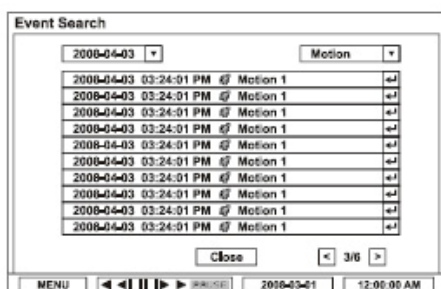 Event Search
2008-04-03 Motion
2008-04-03 03:24:01 PM Motion 1
2008-04-03 03:24:01 PM Motion 1
2008-04-03 03:24:01 PM Motion 1
2008-04-03 03:24:01 PM Motion 1
2008-04-03 03:24:01 PM Motion 1
2008-04-03 03:24:01 PM Motion 1
2008-04-03 03:24:01 PM Motion 1
2008-04-03 03:24:01 PM Motion 1
2008-04-03 03:24:01 PM Motion 1
2008-04-03 03:24:01 PM Motion 1
Close < 3/6 >
MENU PAUSE 2008-03-01 12:00:00 AM